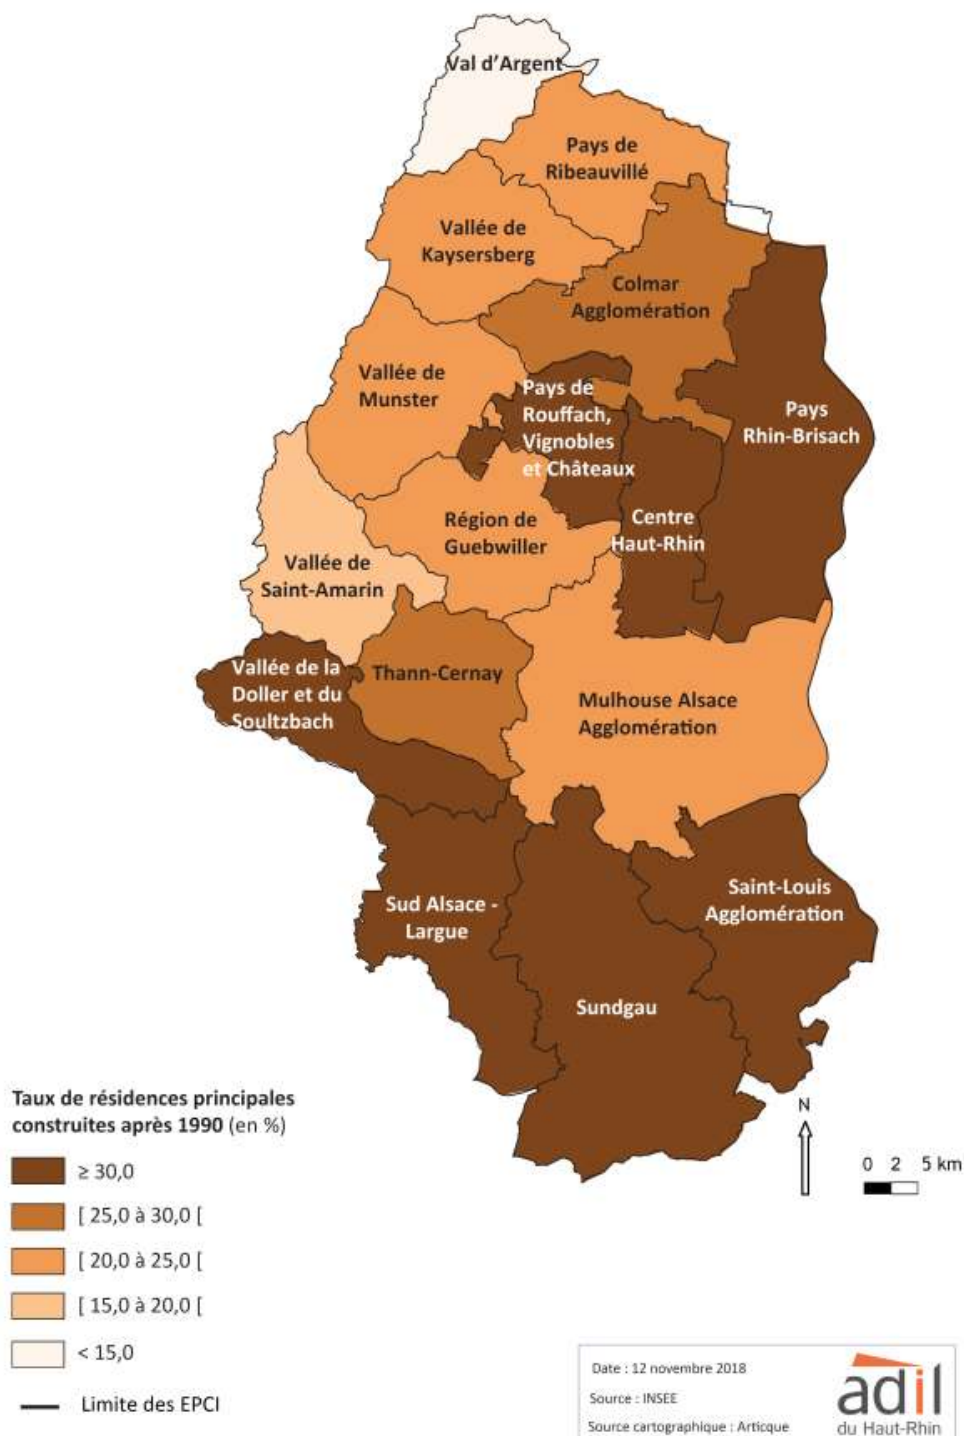 Val d'Argent
Pays de
Ribeauvillé
Vallée de
Kaysersberg
Colmar
Agglomération
Vallée de
Munster
Pays de
Rouffach,
Vignobles
et Châteaux
Pays
Rhin-Brisach
Région de
Guebwiller
Centre
Haut-Rhin
Vallée de
Saint-Amarin
Vallée de la
Doller et du
Soultzbach
Thann-Cernay
Mulhouse Alsace
Agglomération
Sud Alsace -
Largue
Saint-Louis
Agglomération
Sundgau
Taux de résidences principales
construites après 1990 (en %)
≥ 30,0
[ 25,0 à 30,0 [
[ 20,0 à 25,0 [
[ 15,0 à 20,0 [
< 15,0
Limite des EPCI
N
0 2 5 km
Date : 12 novembre 2018
Source : INSEE
Source cartographique : Articque
adil
du Haut-Rhin